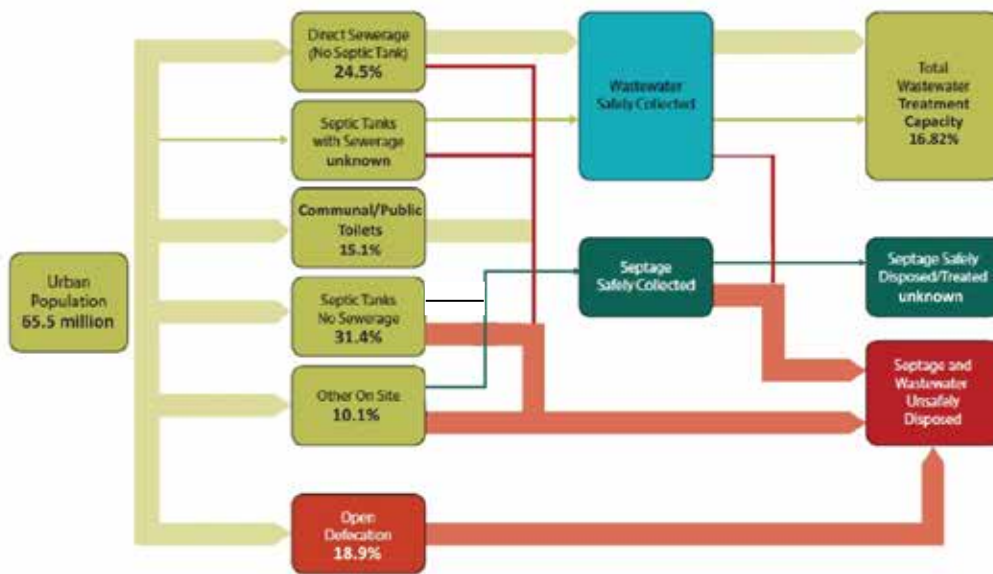 Direct Sewerage
(No Septic Tank)
24.5%
Septic Tanks
with Sewerage
unknown
Communal/Public
Toilets
15.1%
Urban
Population
65.5 million
Septic Tanks
No Sewerage
31.4%
Other On Site
10.1%
Open
Defecation
18.9%
Wastewater
Safely Collected
Septage
Safely Collected
Total
Wastewater
Treatment
Capacity
16.82%
Septage Safely
Disposed/Treated
unknown
Septage and
Wastewater
Unsafely
Disposed